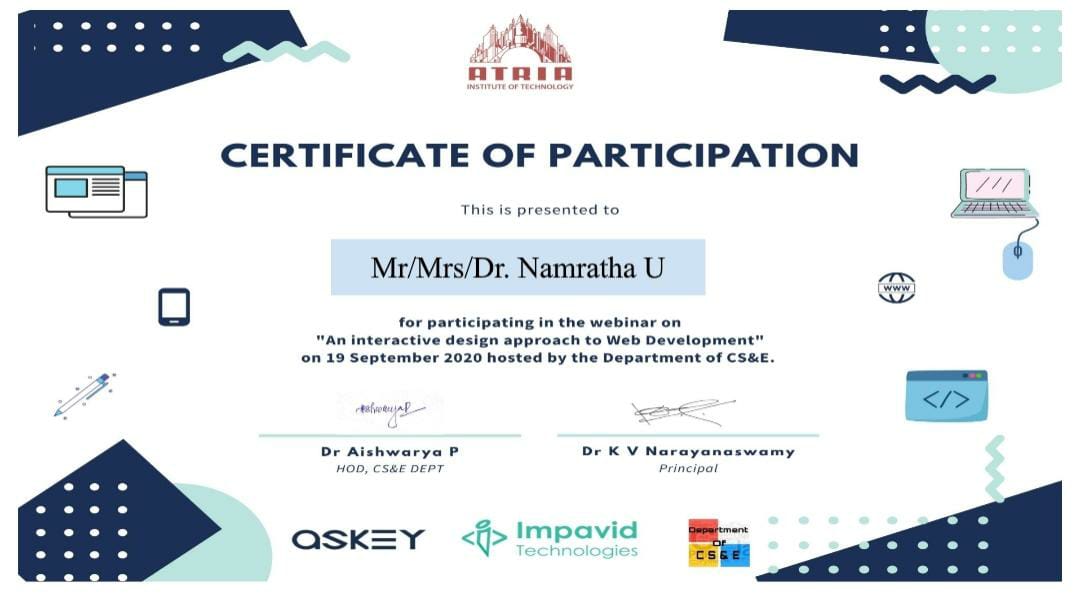 ATRIA
INSTITUTE OF TECHNOLOGY
CERTIFICATE OF PARTICIPATION
This is presented to
Mr/Mrs/Dr. Namratha U
for participating in the webinar on
"An interactive design approach to Web Development"
on 19 September 2020 hosted by the Department of CS&E.
WWW
</>
AishwaryaP
Dr Aishwarya P
HOD, CS&E DEPT
Dr K V Narayanaswamy
Principal
ASKEY
Impavid
Technologies
Department
OF
CS&E